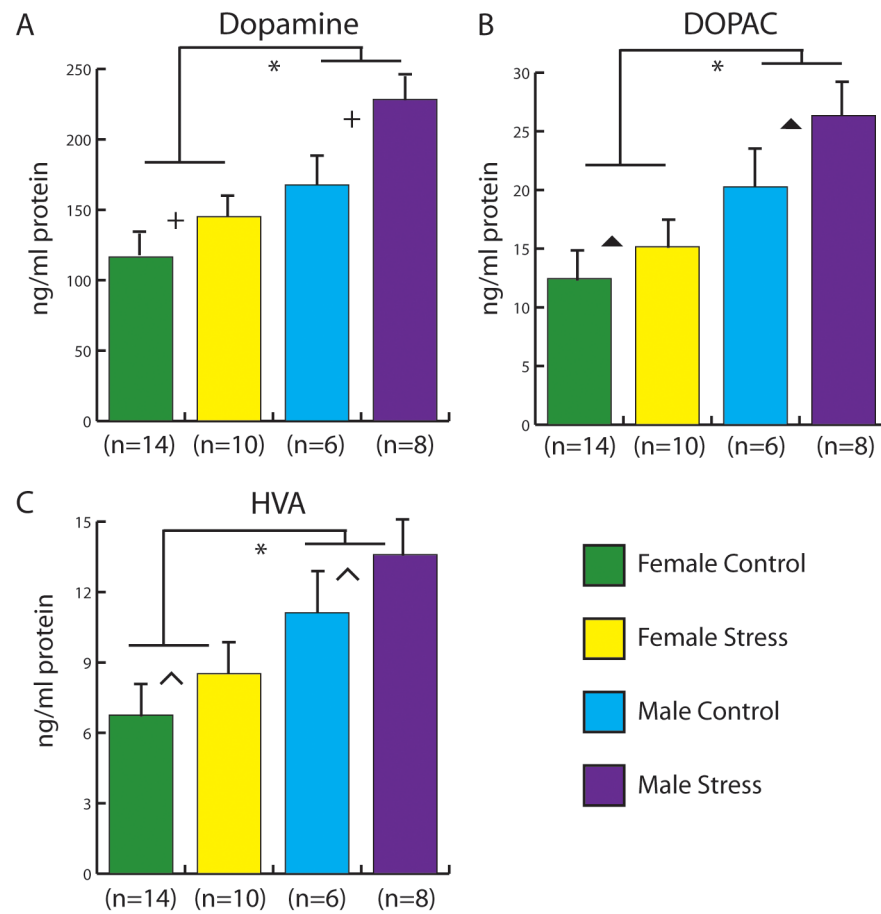 A
Dopamine
ng/ml protein
250
200
150
100
50
0
*
+
+
(n=14) (n=10) (n=6) (n=8)
B
DOPAC
ng/ml protein
30
25
20
15
10
5
0
*
(n=14) (n=10) (n=6) (n=8)
C
HVA
ng/ml protein
15
12
9
6
3
0
*
^
^
(n=14) (n=10) (n=6) (n=8)
Female Control
Female Stress
Male Control
Male Stress